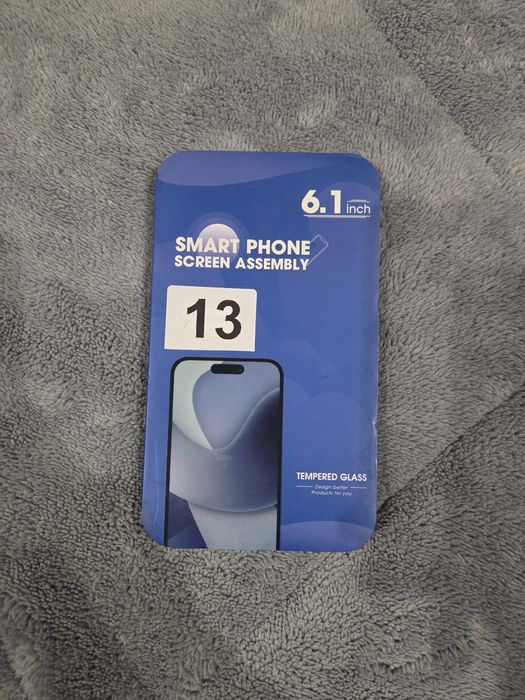 6.1 inch
SMART PHONE
SCREEN ASSEMBLY
13
TEMPERED GLASS
Design better
Products for you